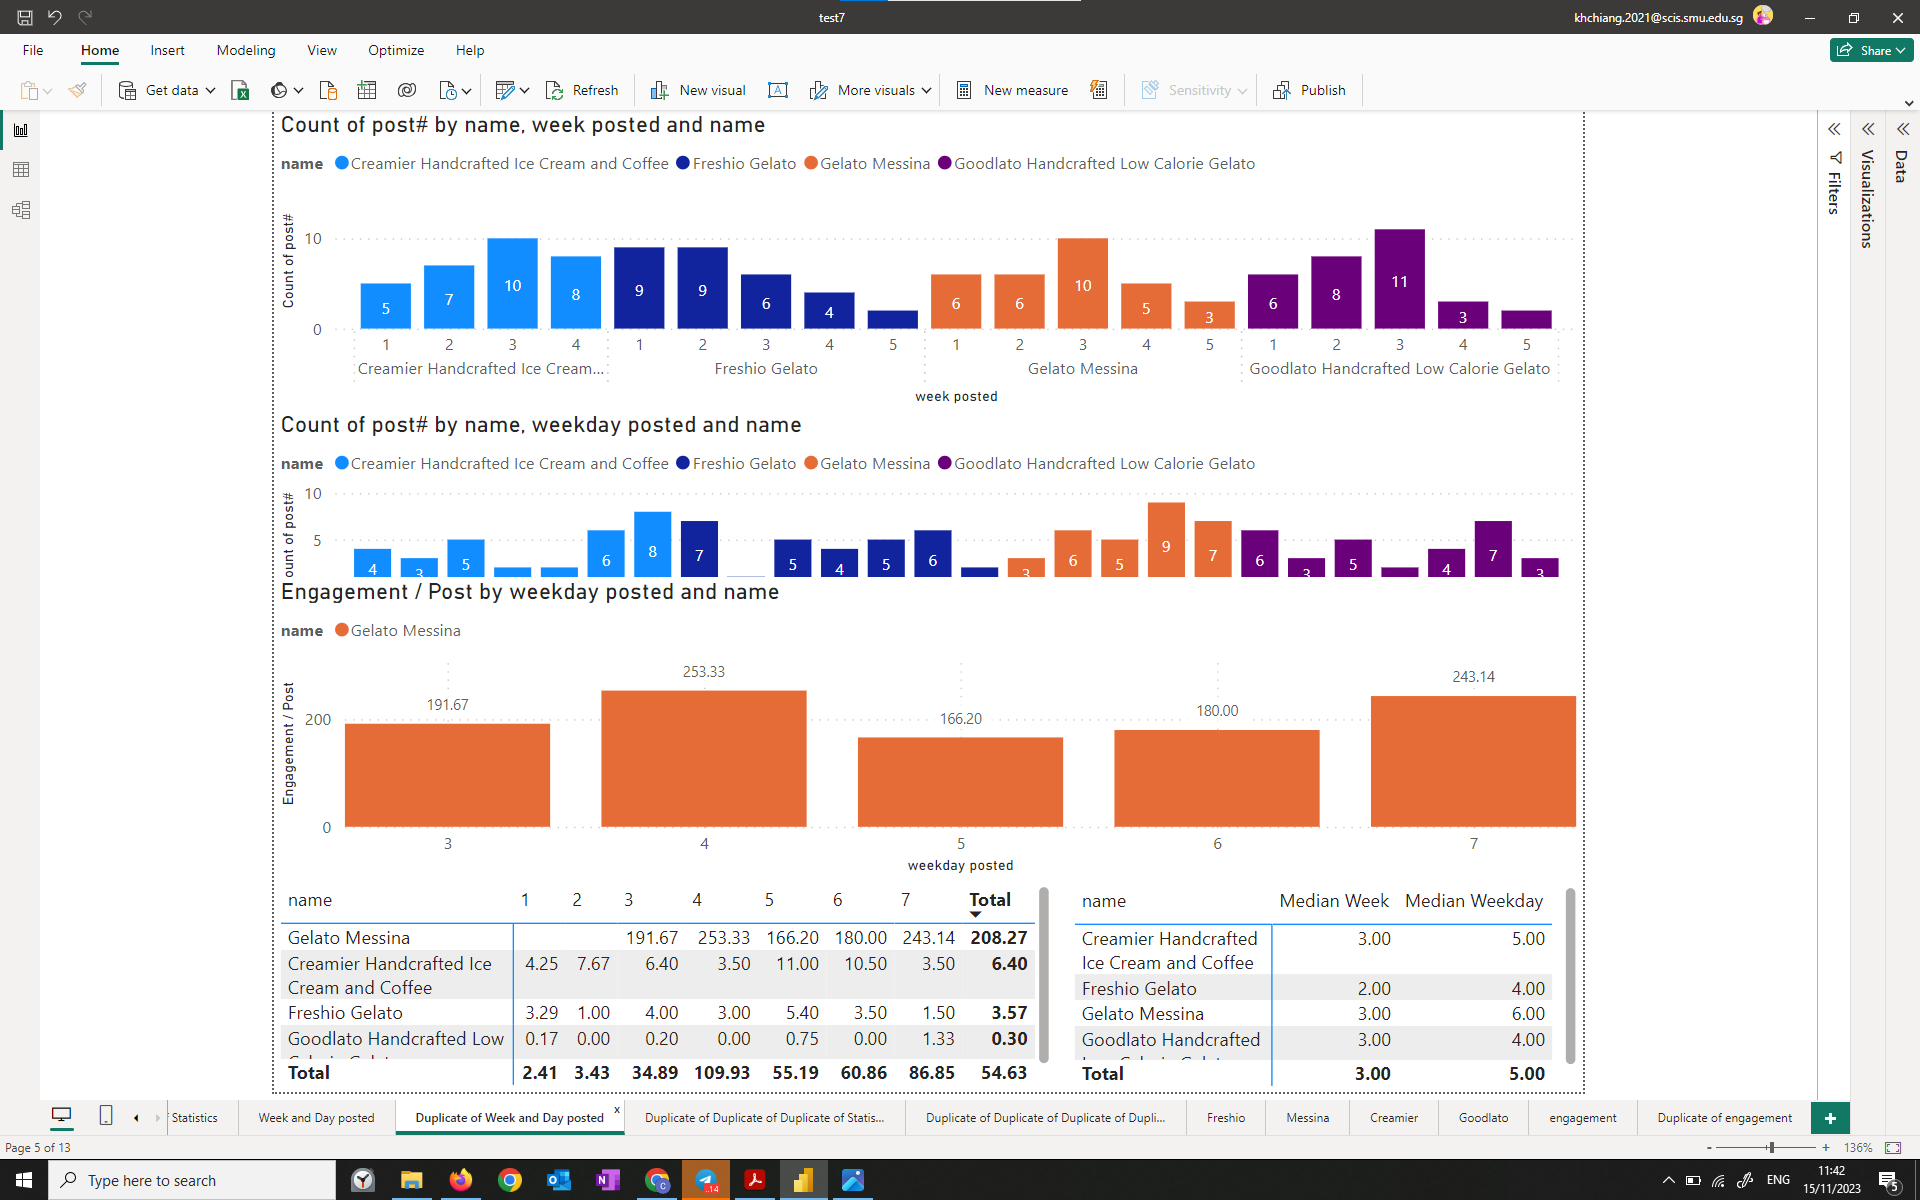 test7
khchiang.2021@scis.smu.edu.sg
File Home Insert Modeling View Optimize Help
Share
Get data Refresh New visual More visuals New measure Sensitivity Publish
Count of post# by name, week posted and name
name Creamier Handcrafted Ice Cream and Coffee Freshio Gelato Gelato Messina Goodlato Handcrafted Low Calorie Gelato
Count of post#
10
0
5 7 10 8 9 9 6 4 6 6 10 5 3 6 8 11 3
1 2 3 4 1 2 3 4 5 1 2 3 4 5 1 2 3 4 5
Creamier Handcrafted Ice Cream... Freshio Gelato Gelato Messina Goodlato Handcrafted Low Calorie Gelato
week posted
Count of post# by name, weekday posted and name
name Creamier Handcrafted Ice Cream and Coffee Freshio Gelato Gelato Messina Goodlato Handcrafted Low Calorie Gelato
ount of post#
10
5
4 3 5 6 8 7 5 4 5 6 3 6 5 9 7 6 3 5 4 7 3
Engagement / Post by weekday posted and name
name Gelato Messina
Engagement / Post
200
0
191.67 253.33 166.20 180.00 243.14
3 4 5 6 7
weekday posted
name 1 2 3 4 5 6 7 Total
Gelato Messina 191.67 253.33 166.20 180.00 243.14 208.27
Creamier Handcrafted Ice 4.25 7.67 6.40 3.50 11.00 10.50 3.50 6.40
Cream and Coffee
Freshio Gelato 3.29 1.00 4.00 3.00 5.40 3.50 1.50 3.57
Goodlato Handcrafted Low 0.17 0.00 0.20 0.00 0.75 0.00 1.33 0.30
Total 2.41 3.43 34.89 109.93 55.19 60.86 86.85 54.63
name Median Week Median Weekday
Creamier Handcrafted 3.00 5.00
Ice Cream and Coffee
Freshio Gelato 2.00 4.00
Gelato Messina 3.00 6.00
Goodlato Handcrafted 3.00 4.00
Total 3.00 5.00
Filters
Visualizations
Data
Statistics Week and Day posted Duplicate of Week and Day posted x Duplicate of Duplicate of Duplicate of Statis... Duplicate of Duplicate of Duplicate of Dupli... Freshio Messina Creamier Goodlato engagement Duplicate of engagement +
Page 5 of 13
- + 136%
Type here to search
14
ENG
11:42
15/11/2023
5